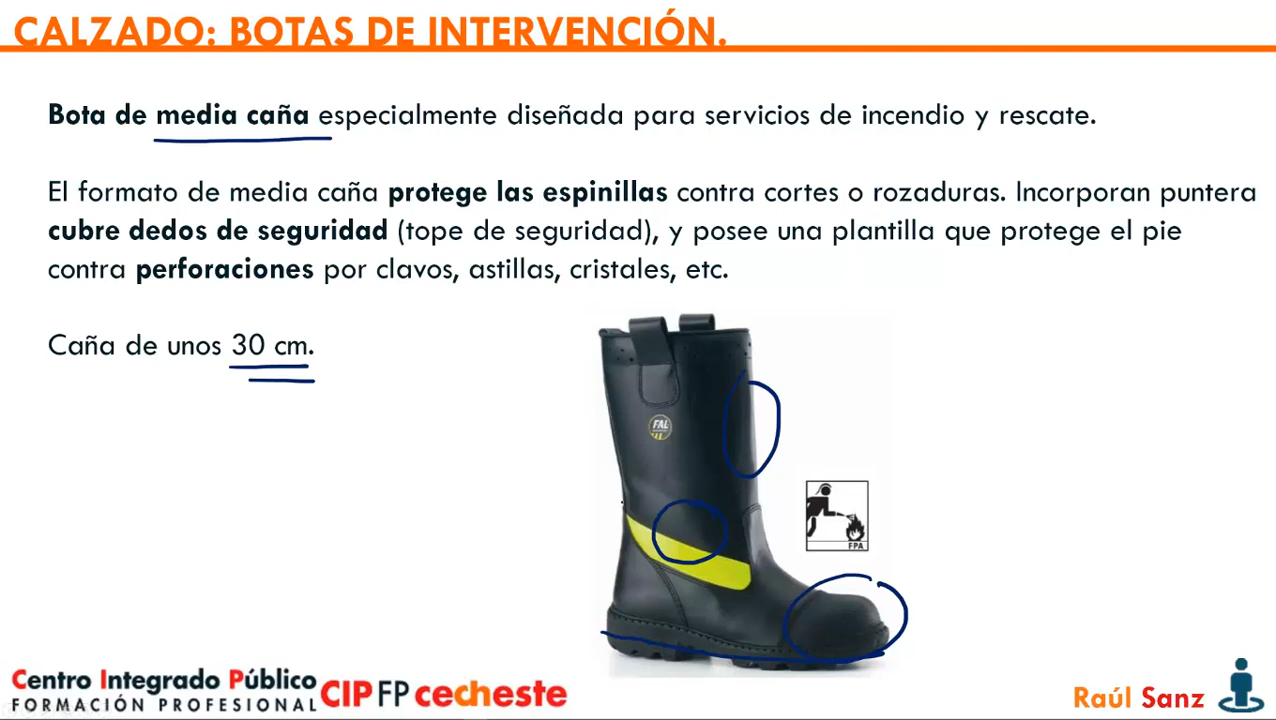 CALZADO: BOTAS DE INTERVENCIÓN.
Bota de media caña especialmente diseñada para servicios de incendio y rescate.
El formato de media caña protege las espinillas contra cortes o rozaduras. Incorporan puntera
cubre dedos de seguridad (tope de seguridad), y posee una plantilla que protege el pie
contra perforaciones por clavos, astillas, cristales, etc.
Caña de unos 30 cm.
FAL
FPA
Centro Integrado Público
FORMACIÓN PROFESIONAL
CIPFP cecheste
Raúl Sanz